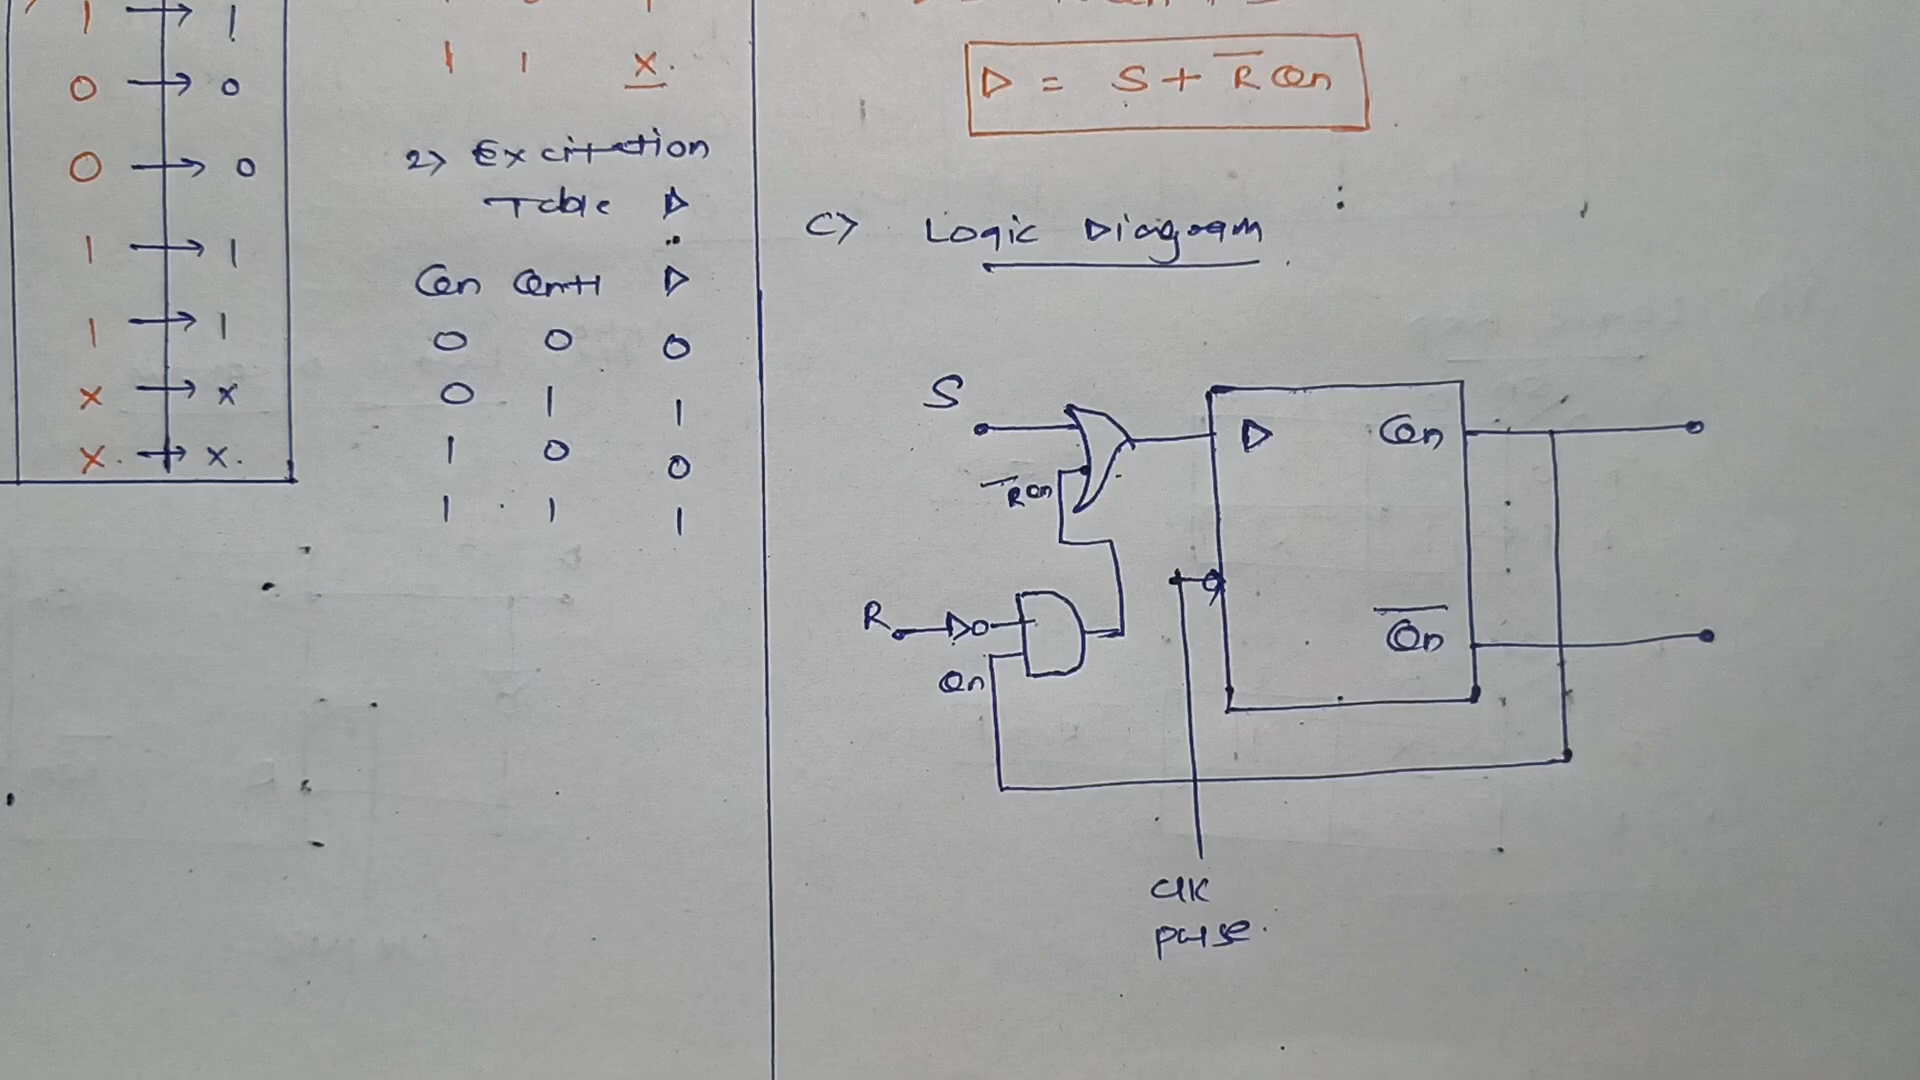 1 → 1
0 → 0
0 → 0
1 → 1
1 → 1
x → x
x. → x.
1 1 x.
2) Excitation
Table D
:
Qn Qn+1 D
0 0 0
0 1 1
1 0 0
1 1 1
D = S + R̅ Qn
C) Logic Diagram
S
D Qn
R̅ Qn
R
Q̅n
Qn
clk
pulse.